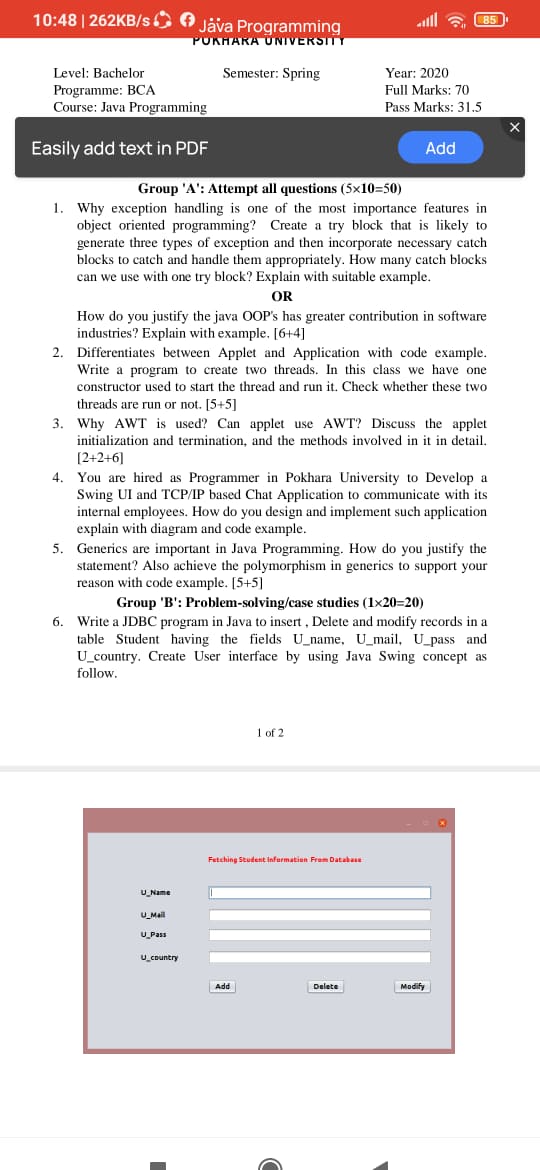 10:48 | 262KB/s
Java Programming
85
POKHARA UNIVERSITY
Level: Bachelor Semester: Spring Year: 2020
Programme: BCA Full Marks: 70
Course: Java Programming Pass Marks: 31.5
Easily add text in PDF Add
Group 'A': Attempt all questions (5×10=50)
1. Why exception handling is one of the most importance features in
object oriented programming? Create a try block that is likely to
generate three types of exception and then incorporate necessary catch
blocks to catch and handle them appropriately. How many catch blocks
can we use with one try block? Explain with suitable example.
OR
How do you justify the java OOP's has greater contribution in software
industries? Explain with example. [6+4]
2. Differentiates between Applet and Application with code example.
Write a program to create two threads. In this class we have one
constructor used to start the thread and run it. Check whether these two
threads are run or not. [5+5]
3. Why AWT is used? Can applet use AWT? Discuss the applet
initialization and termination, and the methods involved in it in detail.
[2+2+6]
4. You are hired as Programmer in Pokhara University to Develop a
Swing UI and TCP/IP based Chat Application to communicate with its
internal employees. How do you design and implement such application
explain with diagram and code example.
5. Generics are important in Java Programming. How do you justify the
statement? Also achieve the polymorphism in generics to support your
reason with code example. [5+5]
Group 'B': Problem-solving/case studies (1×20=20)
6. Write a JDBC program in Java to insert , Delete and modify records in a
table Student having the fields U_name, U_mail, U_pass and
U_country. Create User interface by using Java Swing concept as
follow.
1 of 2
Fetching Student Information From Database
U_Name
U_Mail
U_Pass
U_country
Add Delete Modify